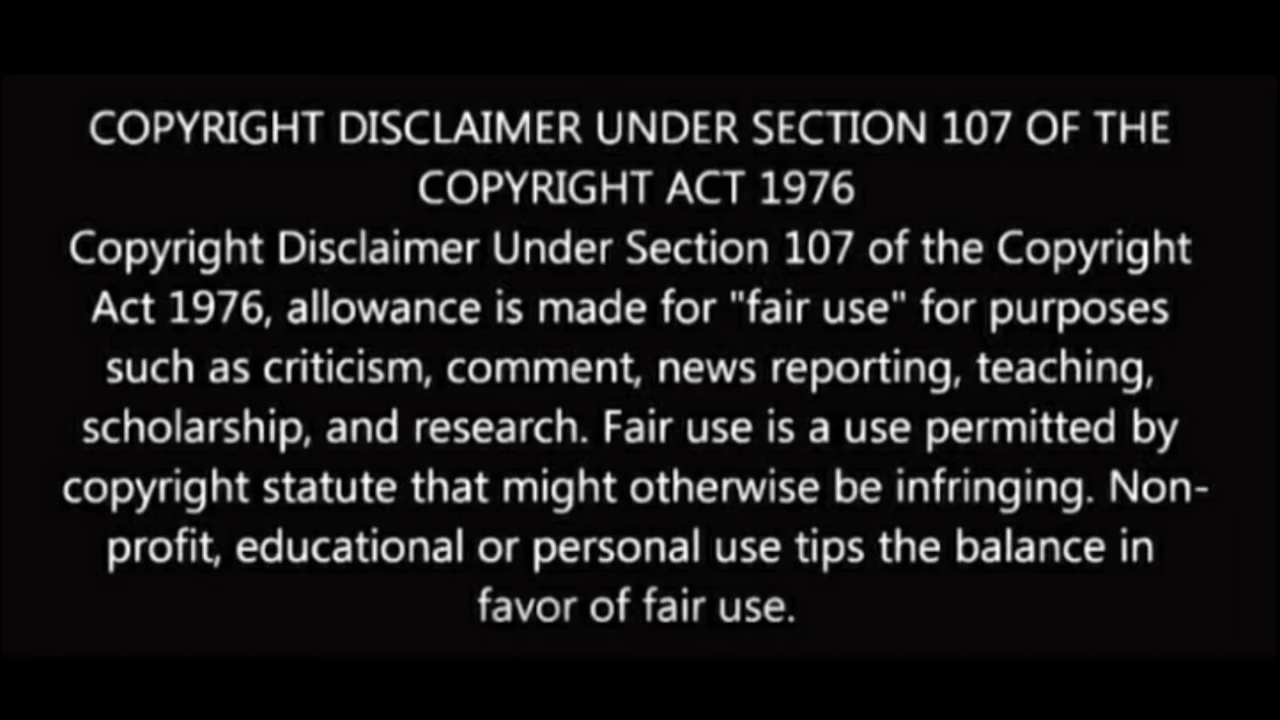 COPYRIGHT DISCLAIMER UNDER SECTION 107 OF THE
COPYRIGHT ACT 1976
Copyright Disclaimer Under Section 107 of the Copyright
Act 1976, allowance is made for "fair use" for purposes
such as criticism, comment, news reporting, teaching,
scholarship, and research. Fair use is a use permitted by
copyright statute that might otherwise be infringing. Non-
profit, educational or personal use tips the balance in
favor of fair use.